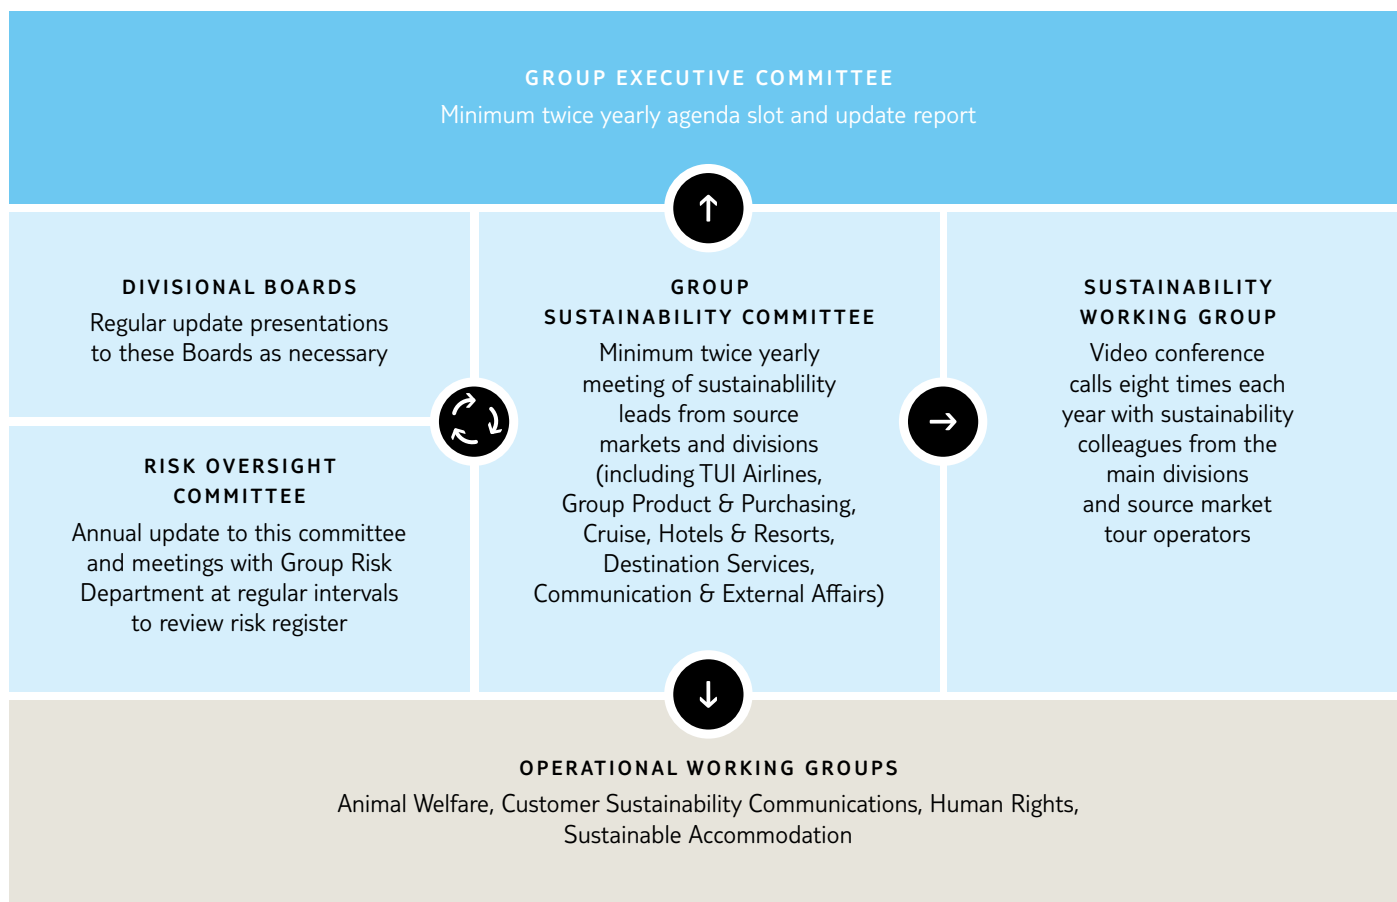 GROUP EXECUTIVE COMMITTEE
Minimum twice yearly agenda slot and update report
DIVISIONAL BOARDS
Regular update presentations
to these Boards as necessary
RISK OVERSIGHT
COMMITTEE
Annual update to this committee
and meetings with Group Risk
Department at regular intervals
to review risk register
GROUP
SUSTAINABILITY COMMITTEE
Minimum twice yearly
meeting of sustainablility
leads from source
markets and divisions
(including TUI Airlines,
Group Product & Purchasing,
Cruise, Hotels & Resorts,
Destination Services,
Communication & External Affairs)
SUSTAINABILITY
WORKING GROUP
Video conference
calls eight times each
year with sustainability
colleagues from the
main divisions
and source market
tour operators
OPERATIONAL WORKING GROUPS
Animal Welfare, Customer Sustainability Communications, Human Rights,
Sustainable Accommodation